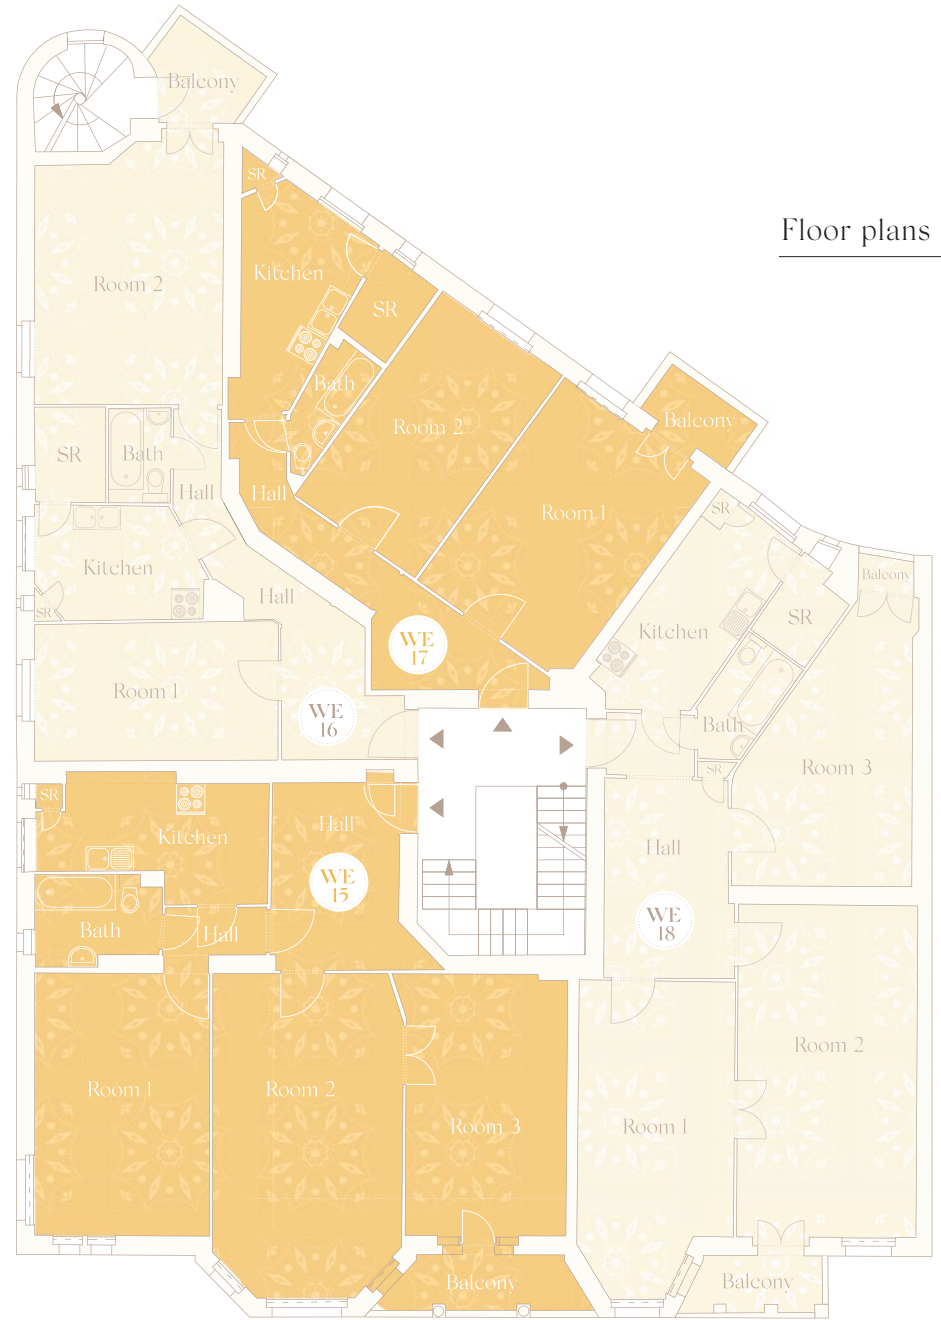 Balcony
SR
Floor plans
Kitchen
Room 2
SR
Bath
Balcony
Room 2
SR
Bath
Hall
Hall
Room 1
SR
Balcony
Kitchen
Hall
SR
SR
Kitchen
WE
17
Room 1
WE
16
Bath
Room 3
SR
SR
Kitchen
Hall
Hall
WE
15
WE
18
Bath
Hall
Room 2
Room 1
Room 2
Room 3
Room 1
Balcony
Balcony